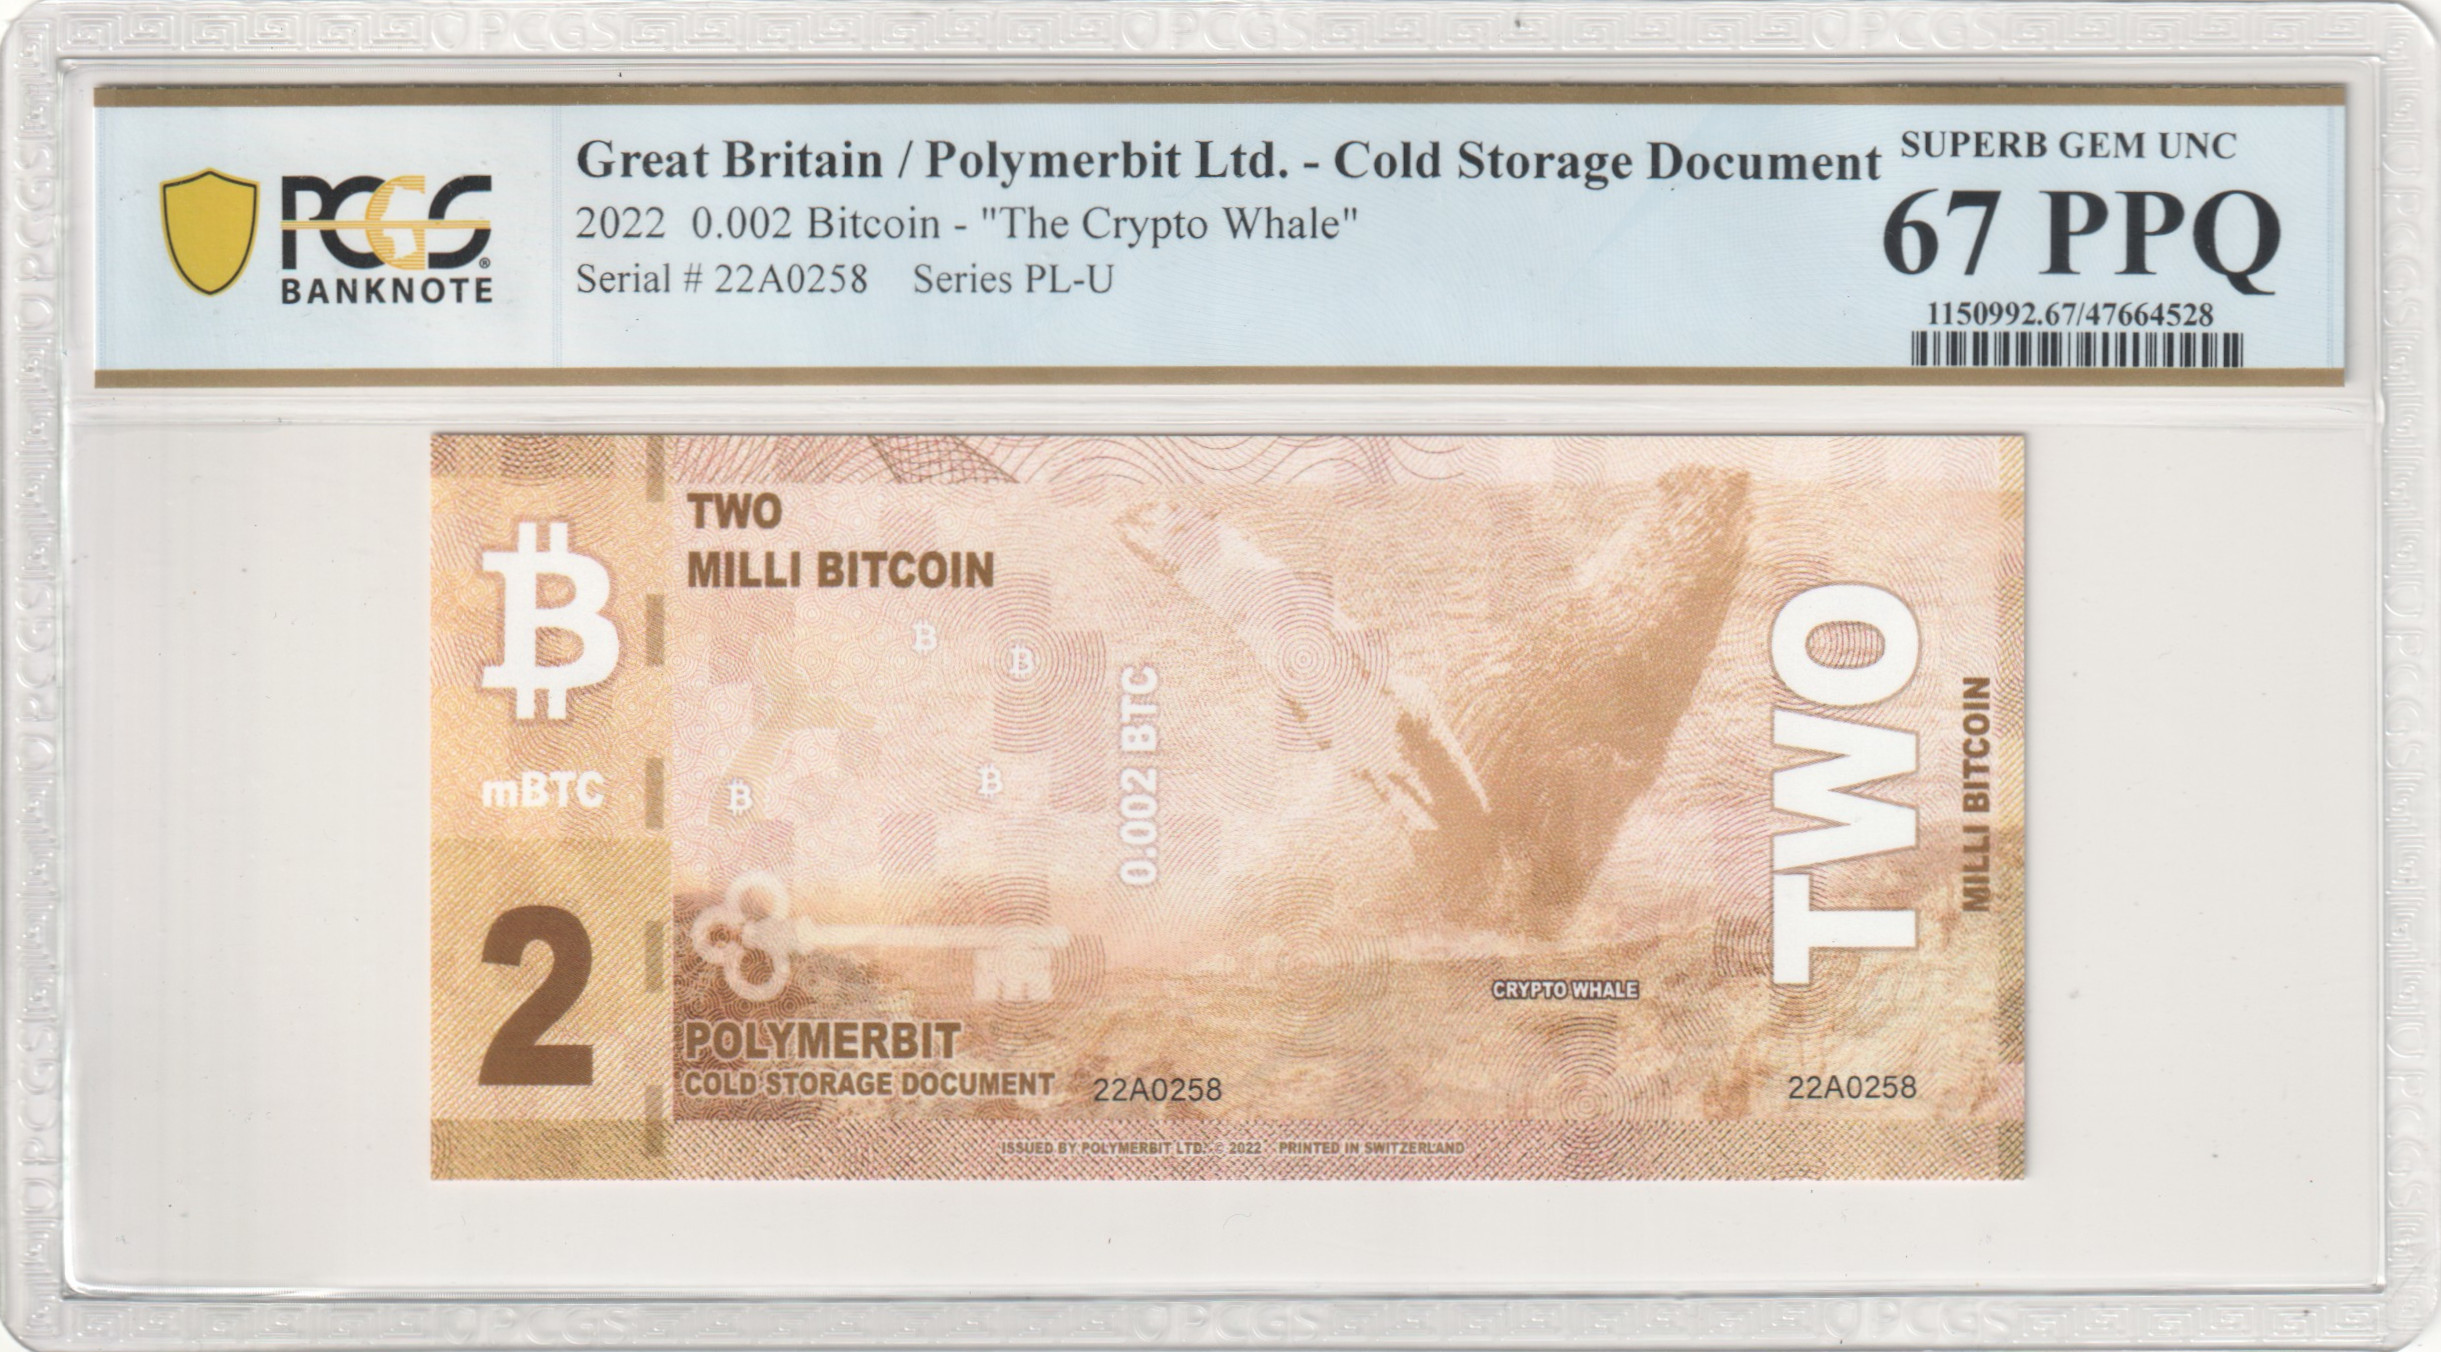 PCGS
BANKNOTE
Great Britain / Polymerbit Ltd. - Cold Storage Document
2022 0.002 Bitcoin - "The Crypto Whale"
Serial # 22A0258 Series PL-U
SUPERB GEM UNC
67 PPQ
1150992.67/47664528
₿
mBTC
2
TWO
MILLI BITCOIN
0.002 BTC
CRYPTO WHALE
TWO
MILLI BITCOIN
POLYMERBIT
COLD STORAGE DOCUMENT 22A0258
22A0258
ISSUED BY POLYMERBIT LTD. © 2022 - PRINTED IN SWITZERLAND